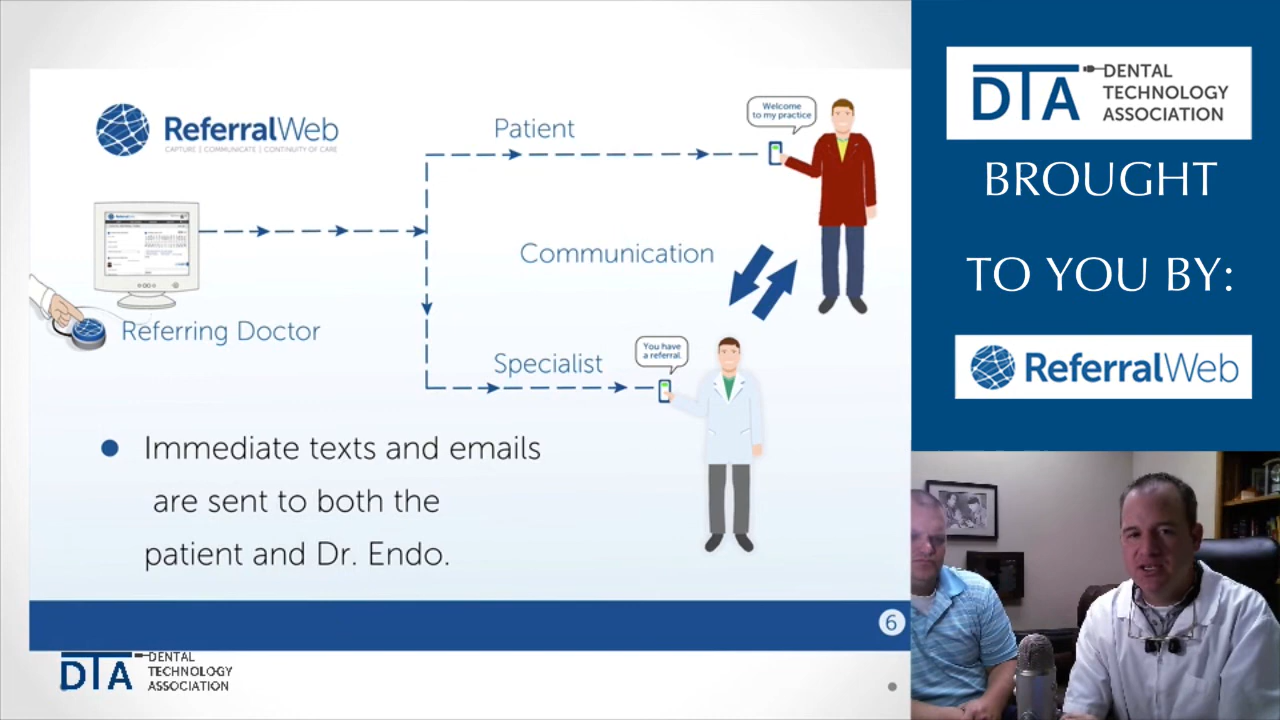 ReferralWeb
CAPTURE | COMMUNICATE | CONTINUITY OF CARE
Patient
Welcome
to my practice
Communication
Referring Doctor
Specialist
You have
a referral.
Immediate texts and emails
are sent to both the
patient and Dr. Endo.
6
DTA DENTAL
TECHNOLOGY
ASSOCIATION
DTA DENTAL
TECHNOLOGY
ASSOCIATION
BROUGHT
TO YOU BY:
ReferralWeb